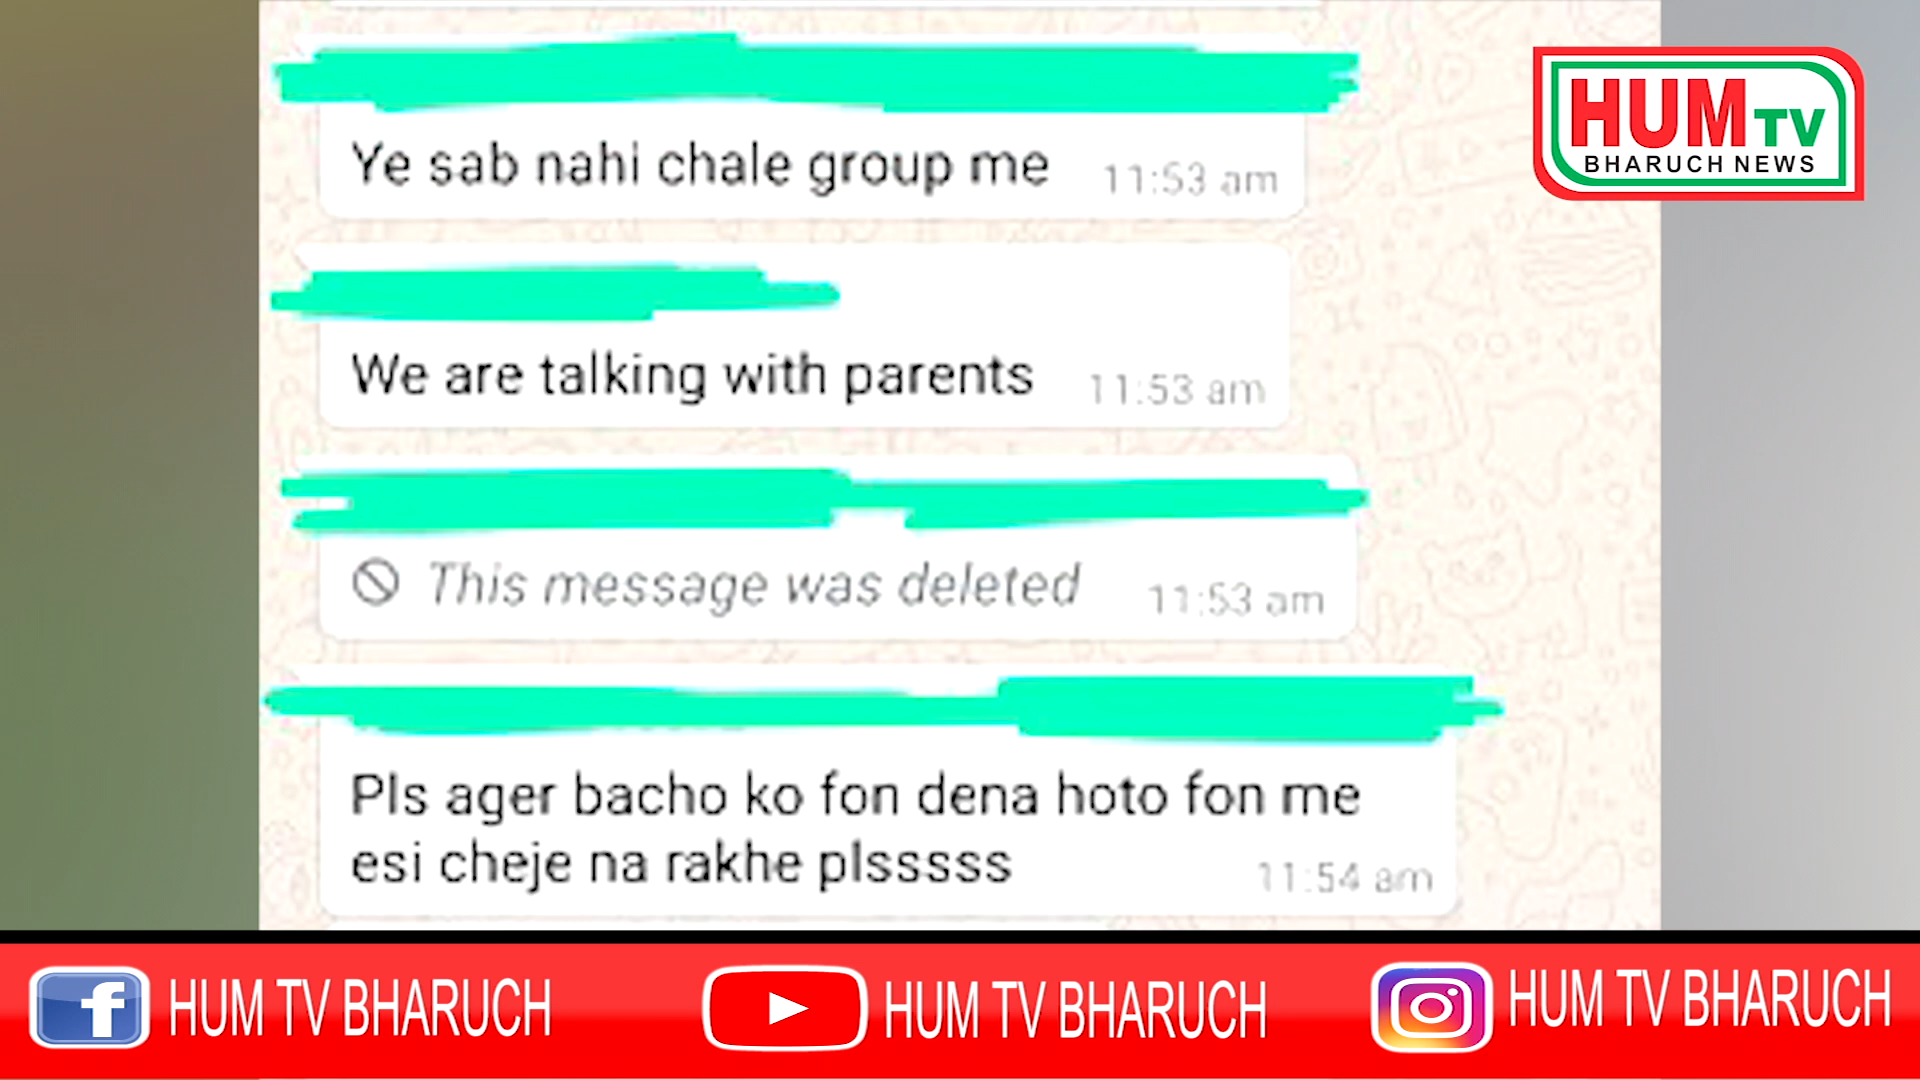 HUM TV
BHARUCH NEWS
Ye sab nahi chale group me 11:53 am
We are talking with parents 11:53 am
This message was deleted 11:53 am
Pls ager bacho ko fon dena hoto fon me
esi cheje na rakhe plsssss 11:54 am
f HUM TV BHARUCH HUM TV BHARUCH HUM TV BHARUCH